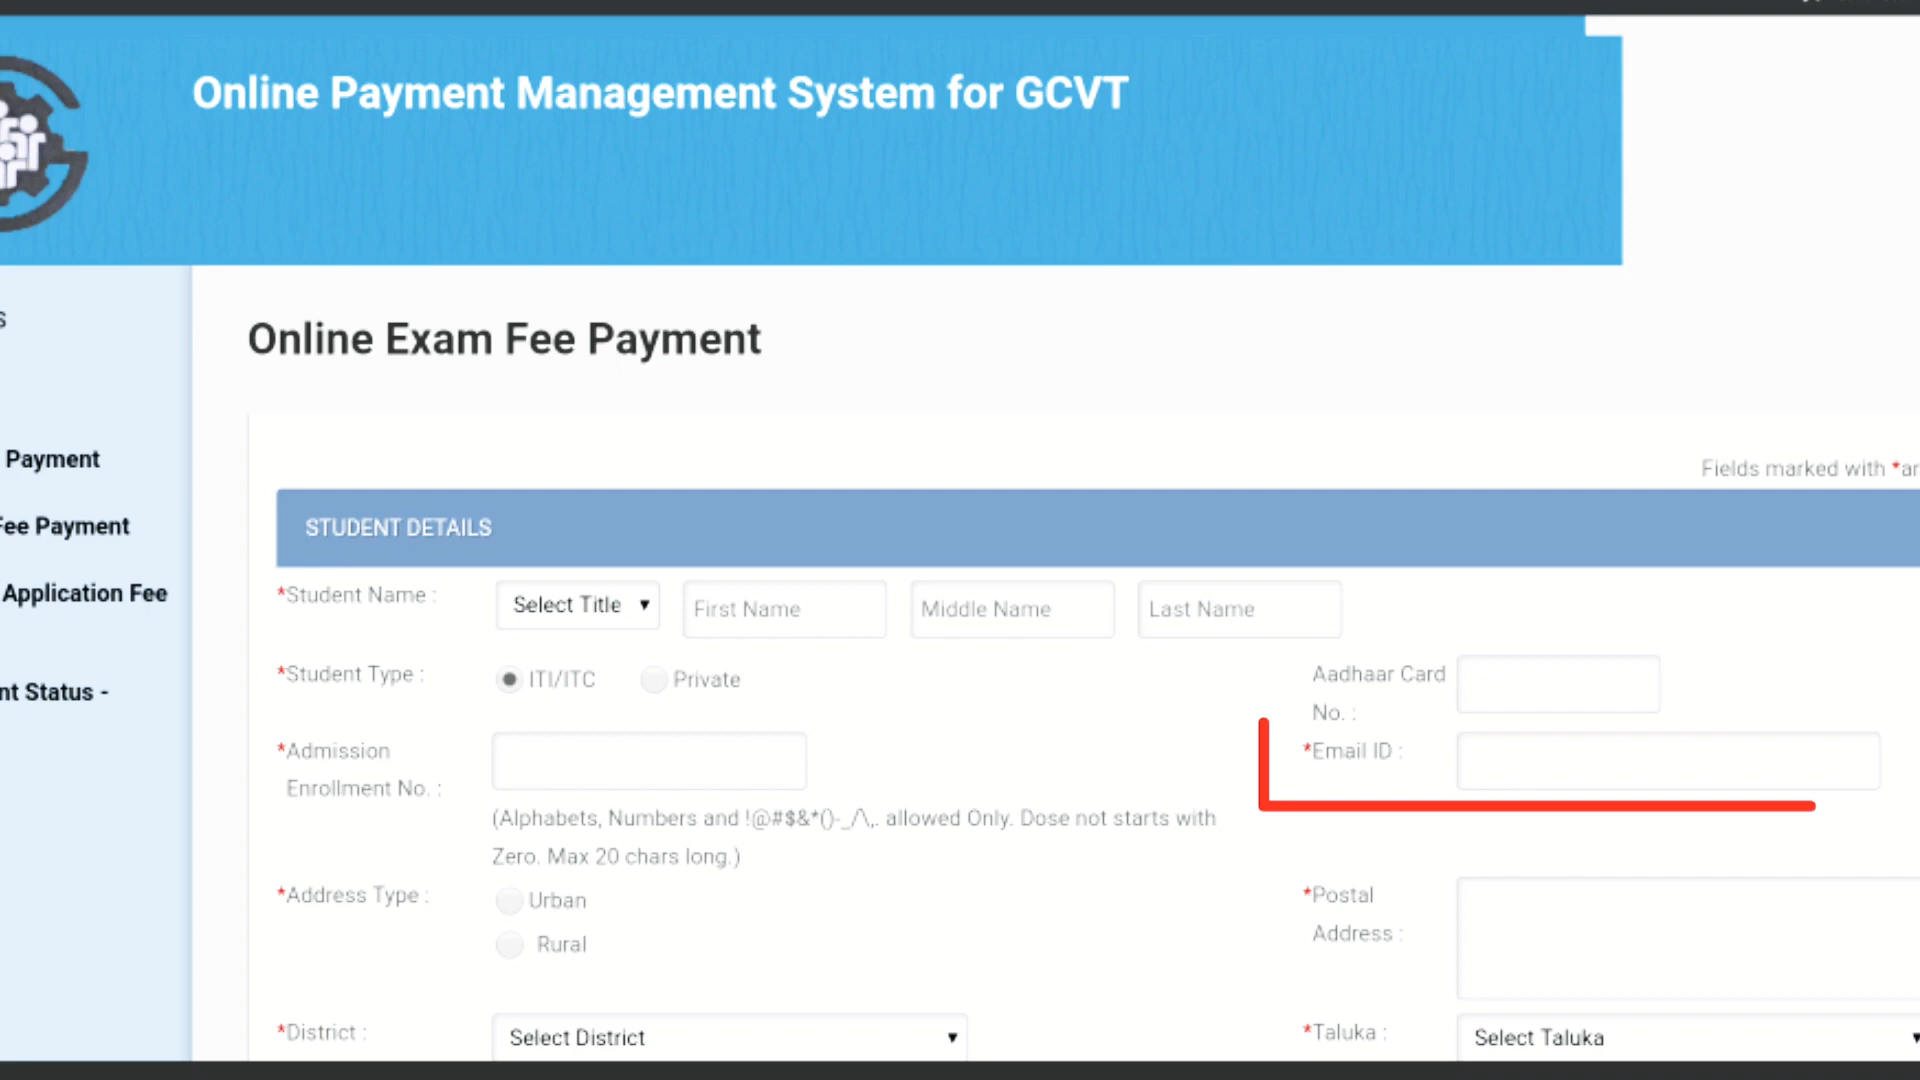 Online Payment Management System for GCVT
Online Exam Fee Payment
Payment
Fee Payment
Application Fee
Status -
Fields marked with *
STUDENT DETAILS
*Student Name : Select Title First Name Middle Name Last Name
*Student Type : ITI/ITC Private
Aadhaar Card
No. :
*Admission
Enrollment No. :
*Email ID :
(Alphabets, Numbers and !@#$&*()-_/\,. allowed Only. Dose not starts with
Zero. Max 20 chars long.)
*Address Type : Urban
Rural
*Postal
Address :
*District : Select District
*Taluka : Select Taluka